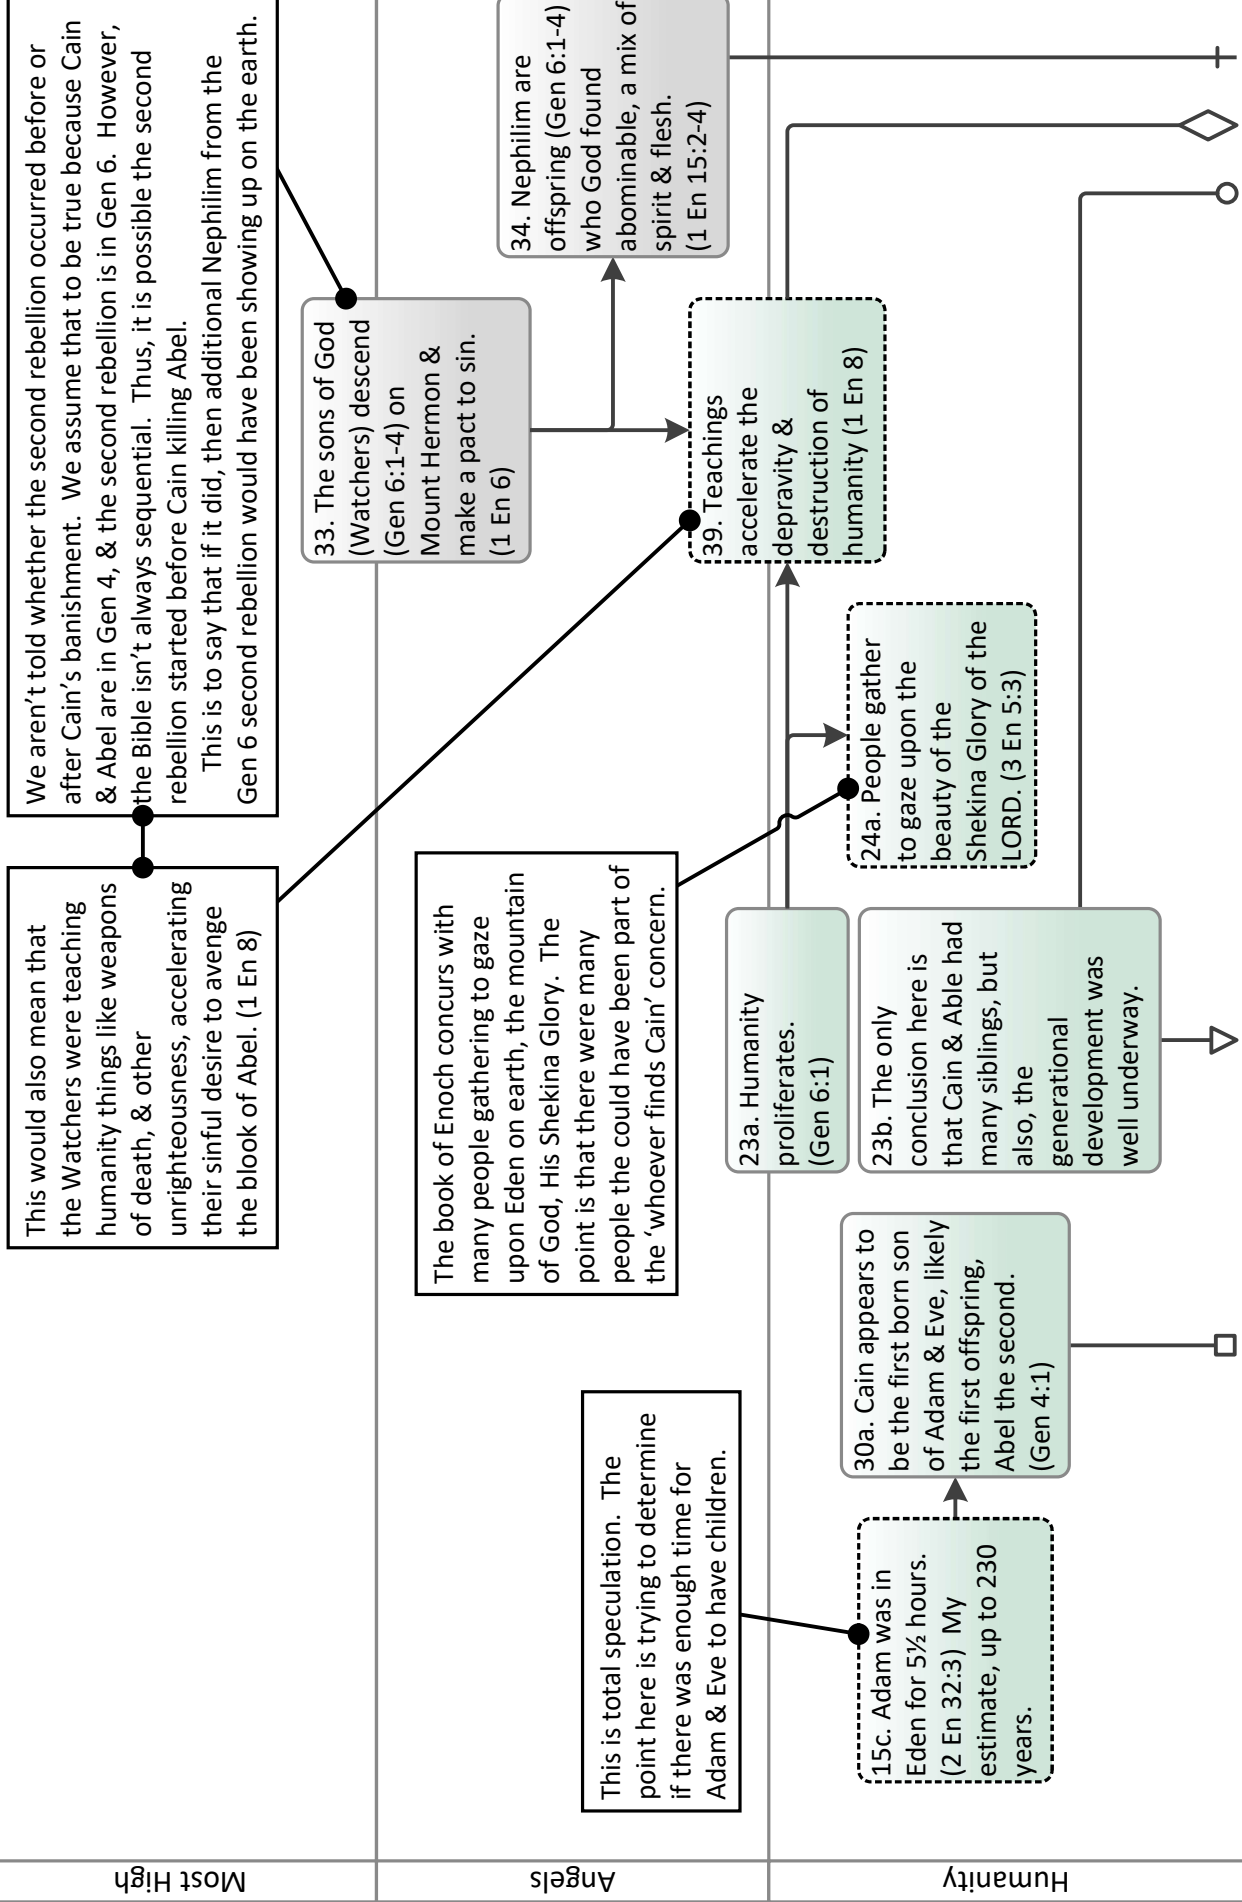 Most High
Angels
Humanity
This would also mean that
the Watchers were teaching
humanity things like weapons
of death, & other
unrighteousness, accelerating
their sinful desire to avenge
the blook of Abel. (1 En 8)
We aren't told whether the second rebellion occurred before or
after Cain's banishment. We assume that to be true because Cain
& Abel are in Gen 4, & the second rebellion is in Gen 6. However,
the Bible isn't always sequential. Thus, it is possible the second
rebellion started before Cain killing Abel.
This is to say that if it did, then additional Nephilim from the
Gen 6 second rebellion would have been showing up on the earth.
33. The sons of God
(Watchers) descend
(Gen 6:1-4) on
Mount Hermon &
make a pact to sin.
(1 En 6)
The book of Enoch concurs with
many people gathering to gaze
upon Eden on earth, the mountain
of God, His Shekina Glory. The
point is that there were many
people the could have been part of
the 'whoever finds Cain' concern.
34. Nephilim are
offspring (Gen 6:1-4)
who God found
abominable, a mix of
spirit & flesh.
(1 En 15:2-4)
This is total speculation. The
point here is trying to determine
if there was enough time for
Adam & Eve to have children.
39. Teachings
accelerate the
depravity &
destruction of
humanity (1 En 8)
23a. Humanity
proliferates.
(Gen 6:1)
15c. Adam was in
Eden for 5½ hours.
(2 En 32:3) My
estimate, up to 230
years.
30a. Cain appears to
be the first born son
of Adam & Eve, likely
the first offspring,
Abel the second.
(Gen 4:1)
23b. The only
conclusion here is
that Cain & Able had
many siblings, but
also, the
generational
development was
well underway.
24a. People gather
to gaze upon the
beauty of the
Shekina Glory of the
LORD. (3 En 5:3)